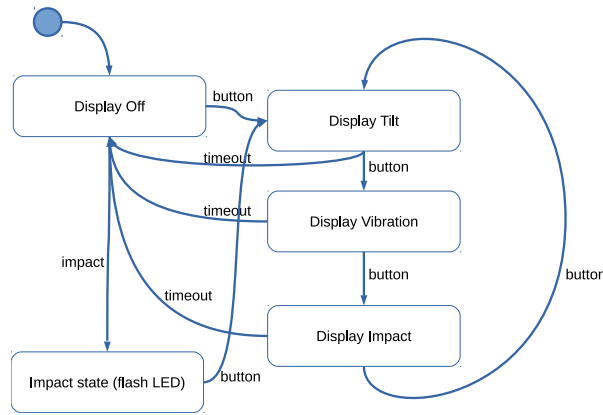 Display Off
button
Display Tilt
timeout
button
timeout
Display Vibration
impact
button
button
timeout
Display Impact
Impact state (flash LED)
button